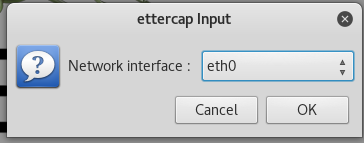 ettercap Input
Network interface : eth0
Cancel OK